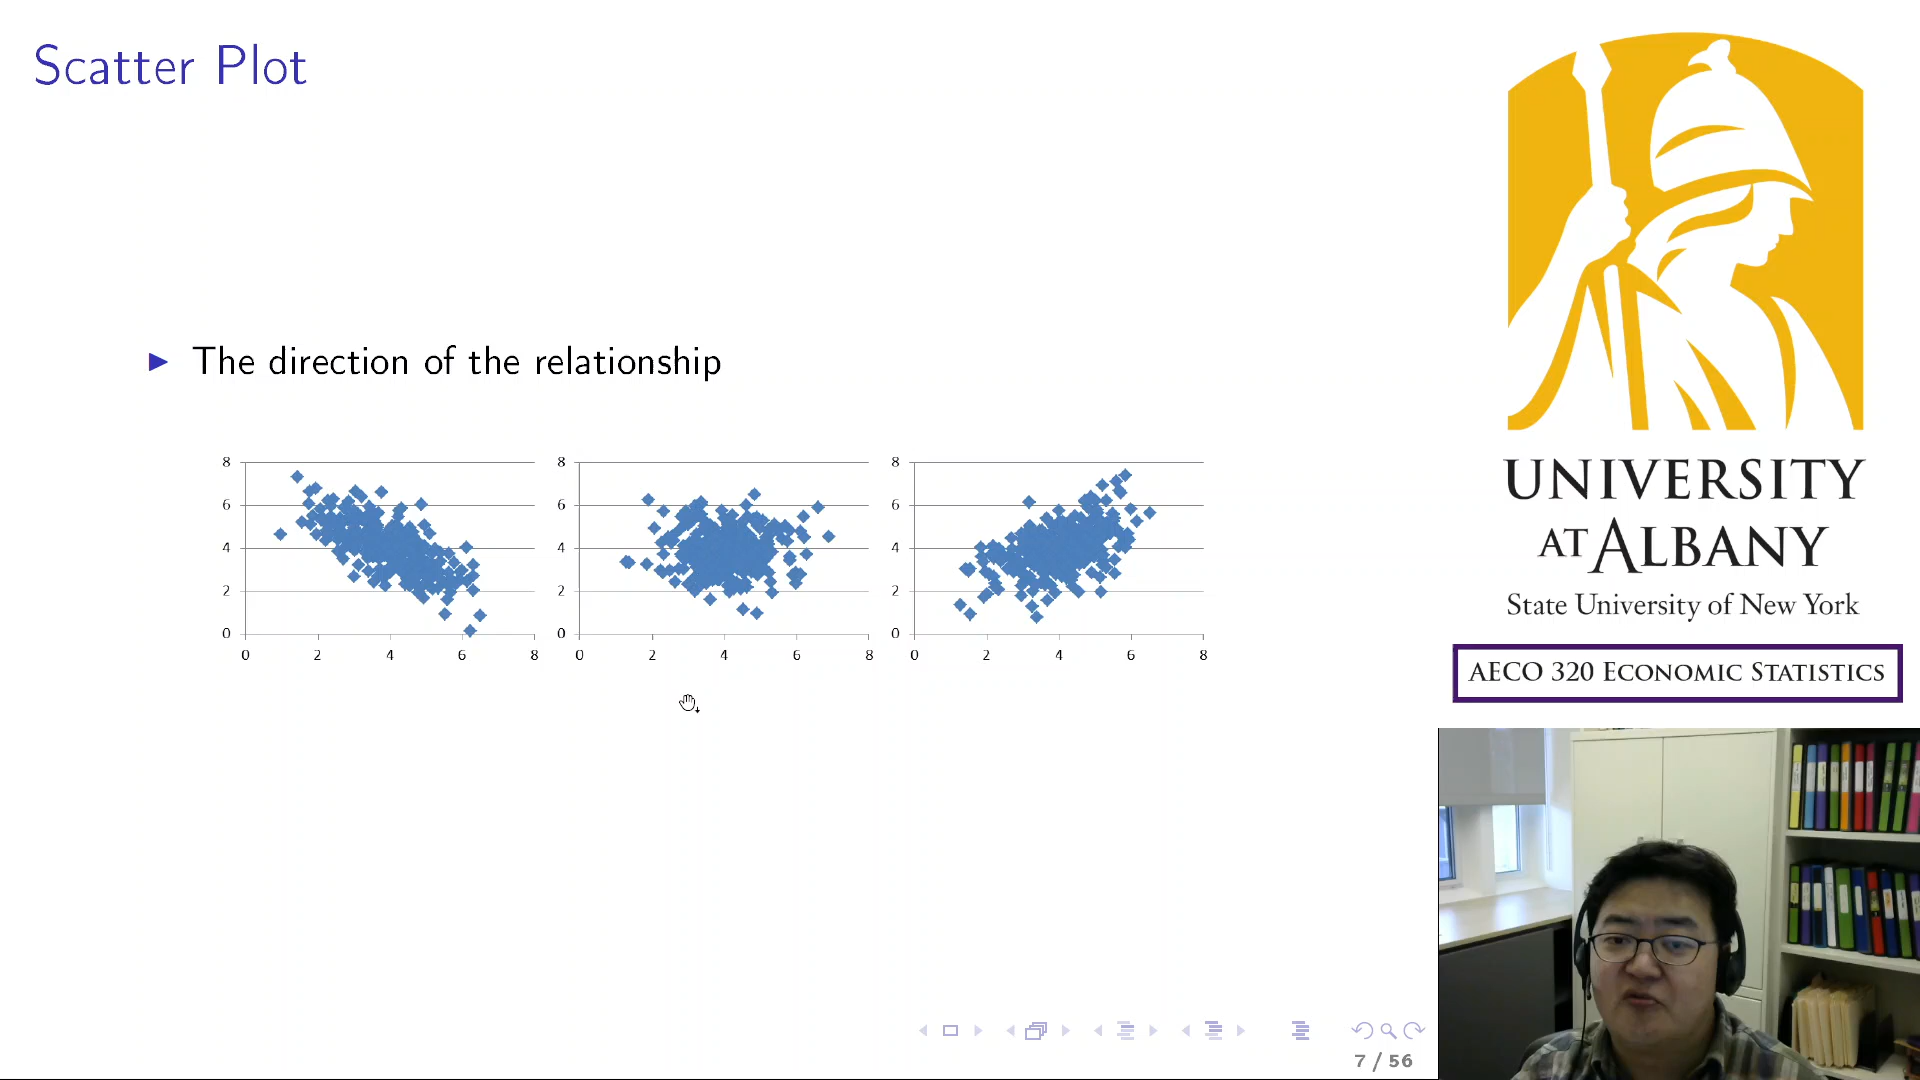 Scatter Plot
The direction of the relationship
8
6
4
2
0
0 2 4 6 8
8
6
4
2
0
0 2 4 6 8
8
6
4
2
0
0 2 4 6 8
7 / 56
UNIVERSITY
AT ALBANY
State University of New York
AECO 320 ECONOMIC STATISTICS